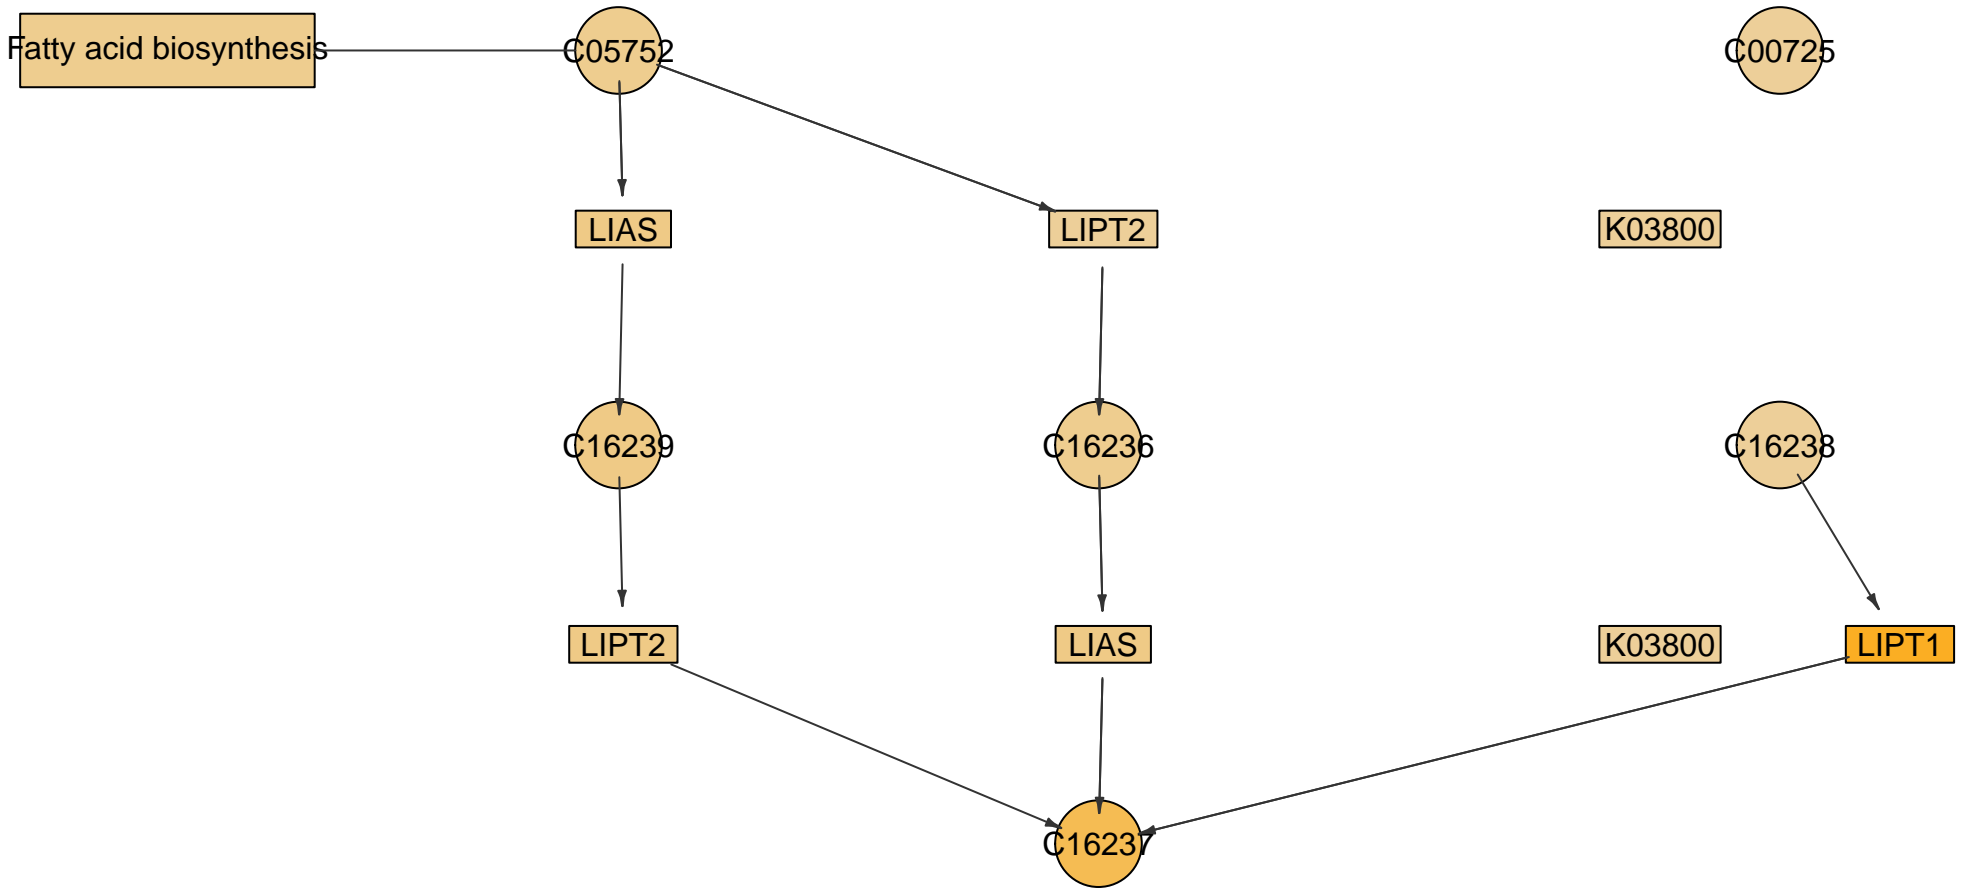 Fatty acid biosynthesis
C05752
C00725
LIAS
LIPT2
K03800
C16239
C16236
C16238
LIPT2
LIAS
K03800
LIPT1
C16237